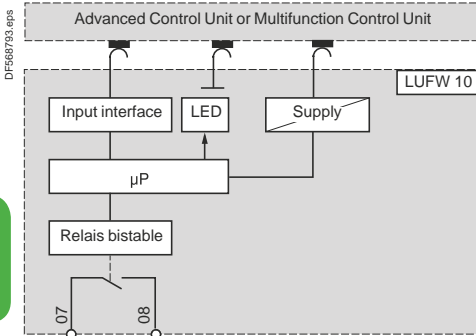 Advanced Control Unit or Multifunction Control Unit
DF568793.eps
LUFW 10
Input interface
LED
Supply
µP
Relais bistable
07
08